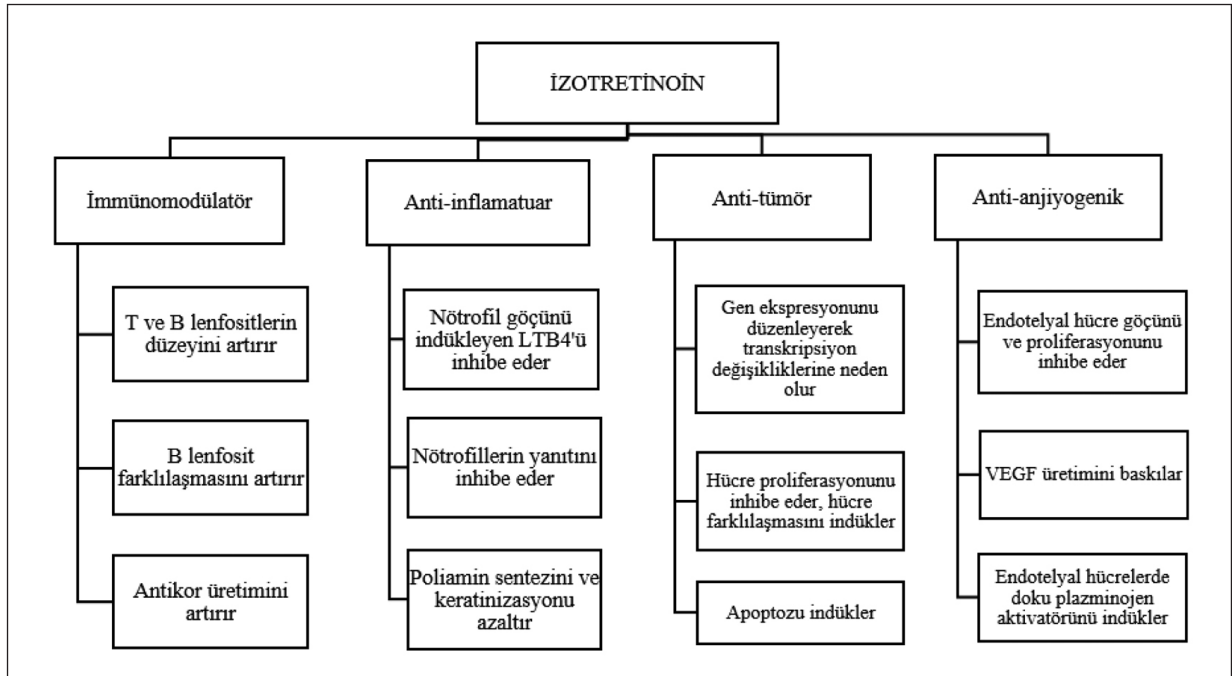 İZOTRETİNOİN
İmmünomodülatör
T ve B lenfositlerin
düzeyini artırır
B lenfosit
farklılaşmasını artırır
Antikor üretimini
artırır
Anti-inflamatuar
Nötrofil göçünü
indükleyen LTB4'ü
inhibe eder
Nötrofillerin yanıtını
inhibe eder
Poliamin sentezini ve
keratinizasyonu
azaltır
Anti-tümör
Gen ekspresyonunu
düzenleyerek
transkripsiyon
değişikliklerine neden
olur
Hücre proliferasyonunu
inhibe eder, hücre
farklılaşmasını indükler
Apoptozu indükler
Anti-anjiyogenik
Endotelyal hücre göçünü
ve proliferasyonunu
inhibe eder
VEGF üretimini baskılar
Endotelyal hücrelerde
doku plazminojen
aktivatörünü indükler